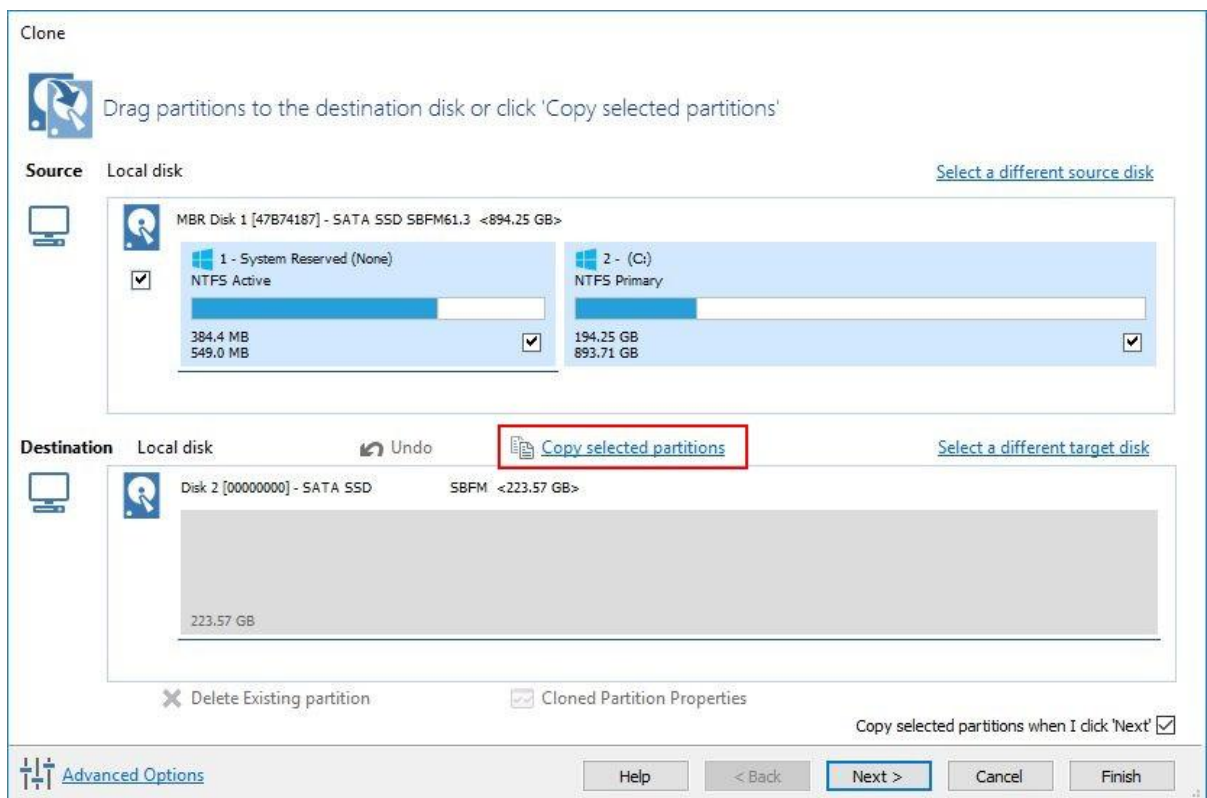 Clone
Drag partitions to the destination disk or click 'Copy selected partitions'
Source Local disk Select a different source disk
MBR Disk 1 [47B74187] - SATA SSD SBFM61.3 <894.25 GB>
1 - System Reserved (None)
NTFS Active
384.4 MB
549.0 MB
2 - (C:)
NTFS Primary
194.25 GB
893.71 GB
Destination Local disk Undo Copy selected partitions Select a different target disk
Disk 2 [00000000] - SATA SSD SBFM <223.57 GB>
223.57 GB
Delete Existing partition Cloned Partition Properties
Copy selected partitions when I click 'Next'
Advanced Options Help < Back Next > Cancel Finish